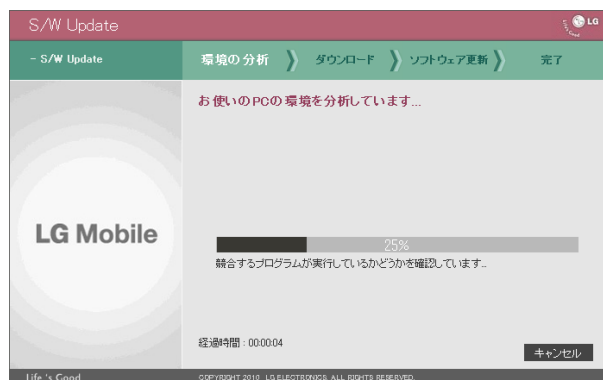 S/W Update
Life's Good
LG
- S/W Update
環境の分析
ダウンロード
ソフトウェア更新
完了
お使いのPCの環境を分析しています...
LG Mobile
25%
競合するプログラムが実行しているかどうかを確認しています...
経過時間 : 00:00:04
キャンセル
Life 's Good
COPYRIGHT 2010 LG ELECTRONICS. ALL RIGHTS RESERVED.